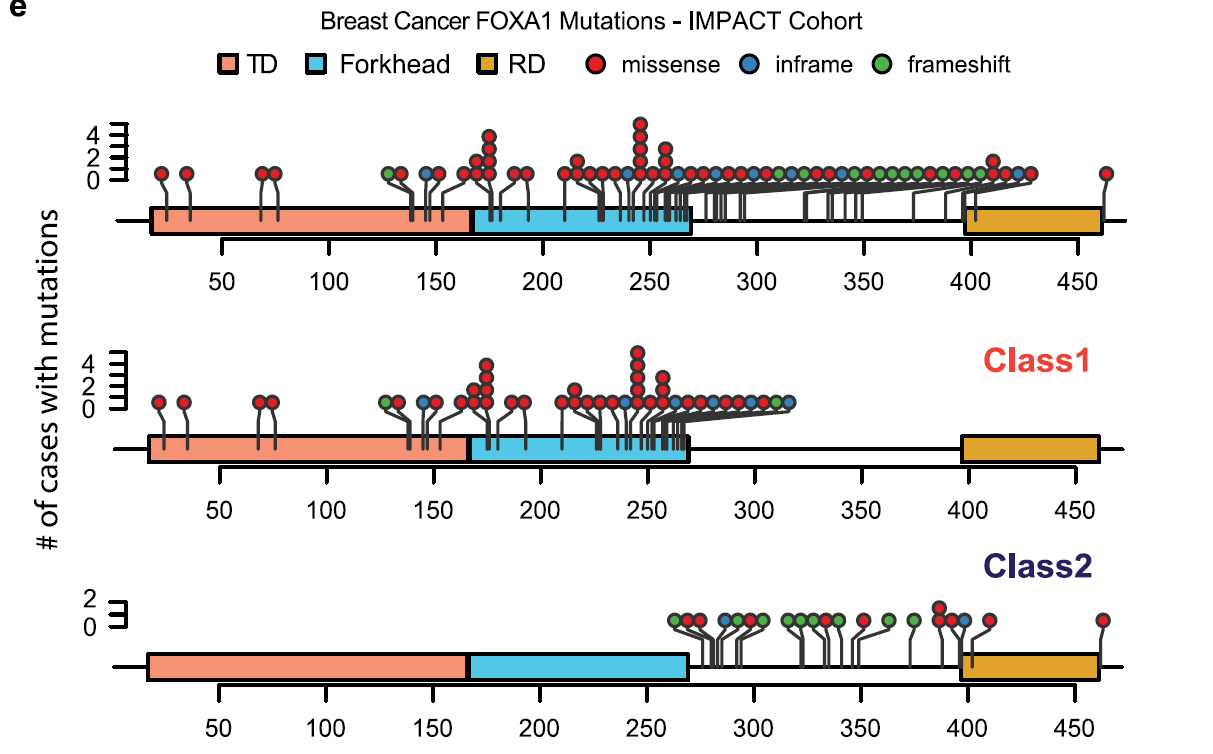 e
Breast Cancer FOXA1 Mutations - IMPACT Cohort
TD Forkhead RD missense inframe frameshift
# of cases with mutations
4
2
0
50 100 150 200 250 300 350 400 450
Class1
4
2
0
50 100 150 200 250 300 350 400 450
Class2
2
0
50 100 150 200 250 300 350 400 450